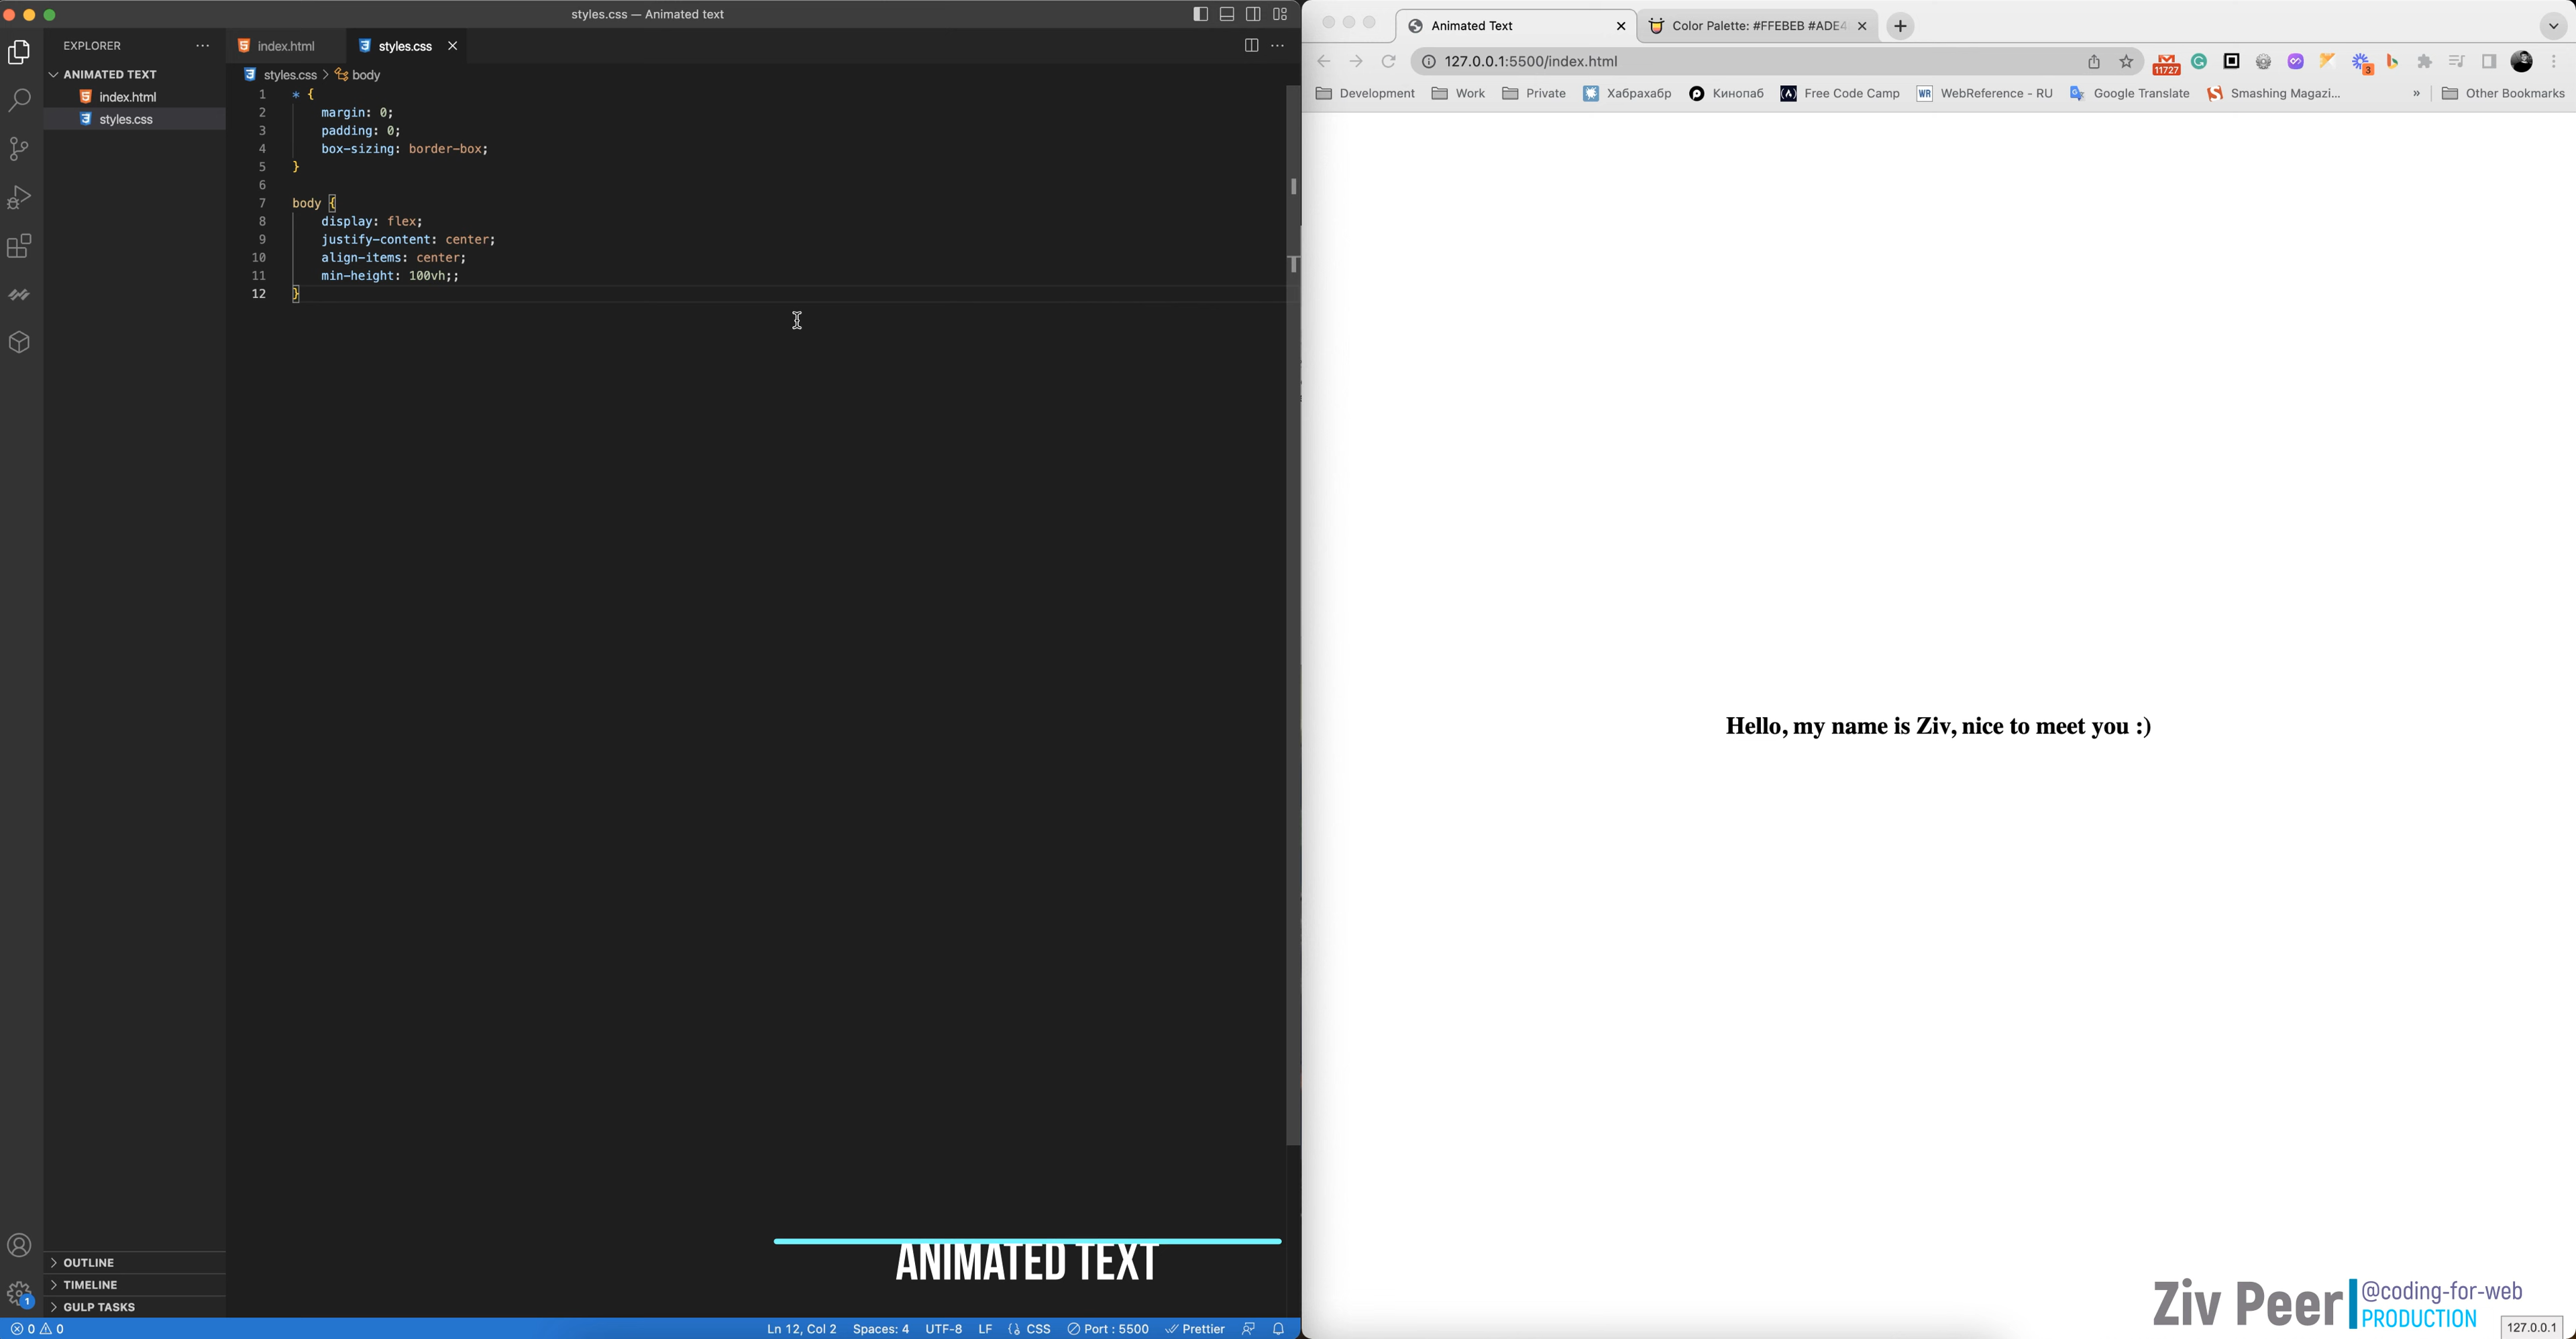 styles.css — Animated text
EXPLORER
ANIMATED TEXT
index.html
styles.css
OUTLINE
TIMELINE
GULP TASKS
1
0 0
index.html
styles.css
styles.css > body
1 * {
2 margin: 0;
3 padding: 0;
4 box-sizing: border-box;
5 }
6
7 body {
8 display: flex;
9 justify-content: center;
10 align-items: center;
11 min-height: 100vh;;
12 }
ANIMATED TEXT
Ln 12, Col 2 Spaces: 4 UTF-8 LF {} CSS Port : 5500 Prettier
Animated Text
Color Palette: #FFEBEB #ADE4
127.0.0.1:5500/index.html
11727
3
Development Work Private Хабрахабр Кинопаб Free Code Camp WR WebReference - RU Google Translate Smashing Magazi... » Other Bookmarks
Hello, my name is Ziv, nice to meet you :)
Ziv Peer
@coding-for-web
PRODUCTION
127.0.0.1